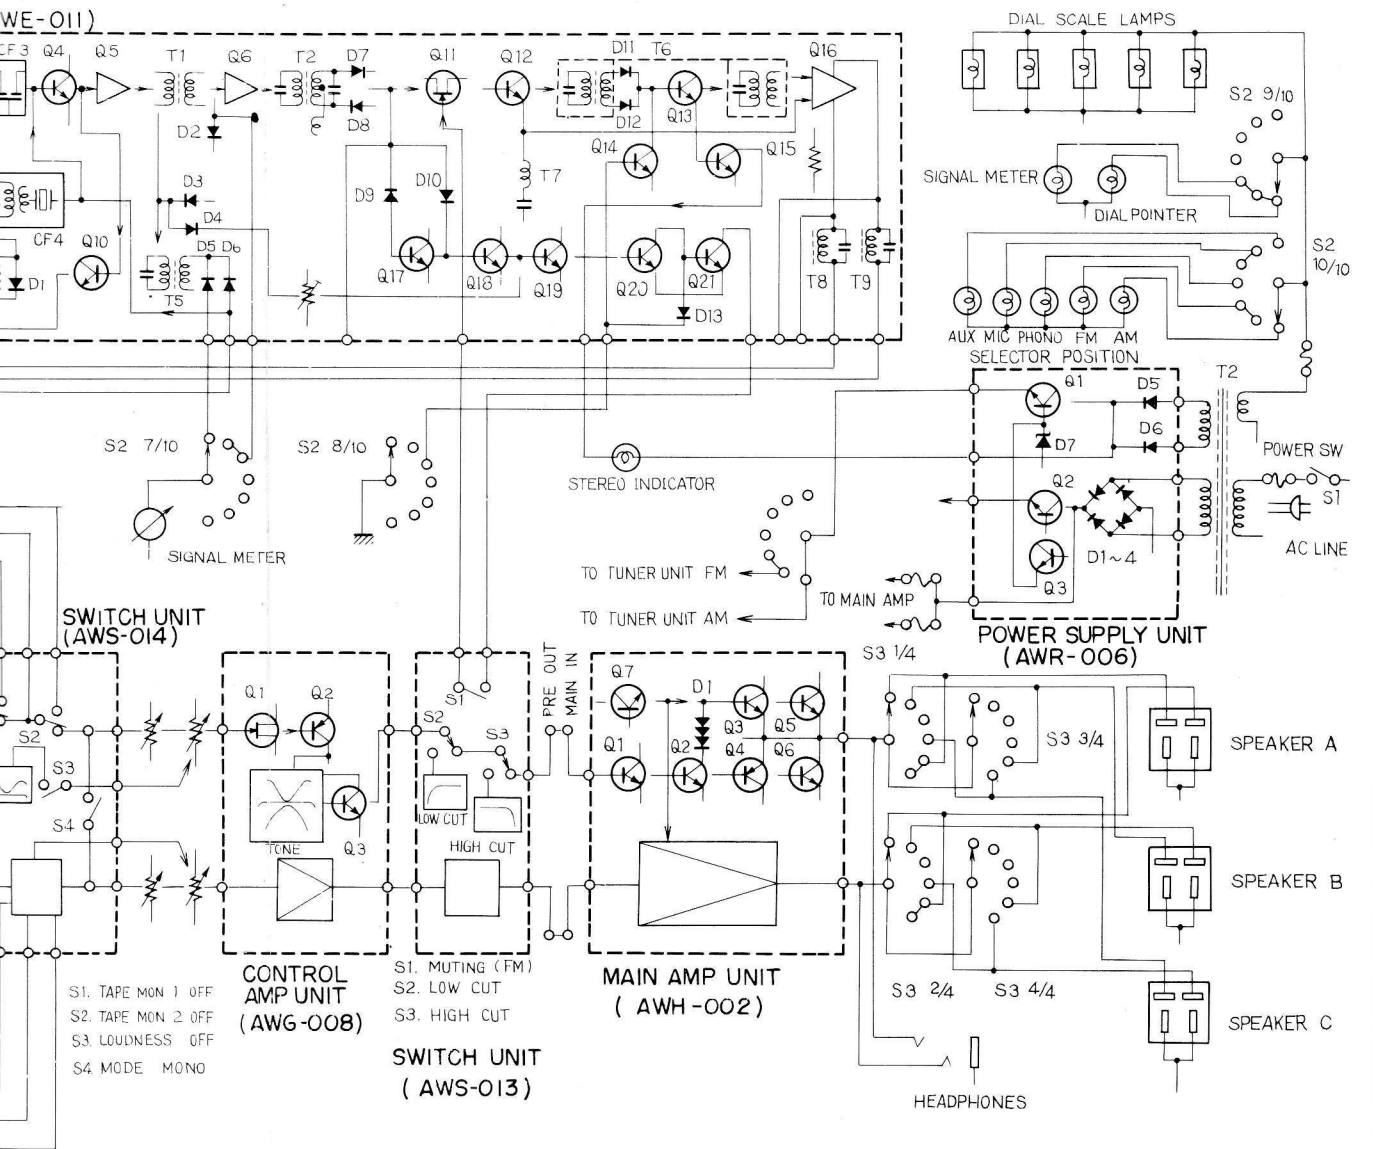 WE-011)
DIAL SCALE LAMPS
CF3 Q4 Q5 T1 Q6 T2 D7 Q11 Q12 D11 T6 Q16
D2 D8 D12 Q13
S2 9/10
Q14 Q15
D3 D9 D10 T7
SIGNAL METER
DIAL POINTER
D4
CF4 Q10 D5 D6
S2
10/10
D1 T5 Q17 Q18 Q19 Q20 Q21 T8 T9
D13
AUX MIC PHONO FM AM
SELECTOR POSITION
Q1 D5 T2
S2 7/10 S2 8/10
D7 D6
POWER SW
STEREO INDICATOR
Q2
S1
SIGNAL METER
AC LINE
D1~4
TO TUNER UNIT FM
Q3
TO MAIN AMP
TO TUNER UNIT AM
SWITCH UNIT
(AWS-014)
POWER SUPPLY UNIT
(AWR-006)
S3 1/4
PRE OUT
MAIN IN
Q1 Q2 S1 Q7 D1
S2 S3 Q3 Q5
S2 Q1 Q2 Q4 Q6
S3 3/4
SPEAKER A
S3
S4
LOW CUT
TONE Q3 HIGH CUT
SPEAKER B
CONTROL
AMP UNIT
(AWG-008)
S1. MUTING (FM)
S2. LOW CUT
S3. HIGH CUT
MAIN AMP UNIT
(AWH-002)
S3 2/4 S3 4/4
S1. TAPE MON 1 OFF
S2. TAPE MON 2 OFF
S3. LOUDNESS OFF
S4. MODE MONO
SPEAKER C
SWITCH UNIT
(AWS-013)
HEADPHONES